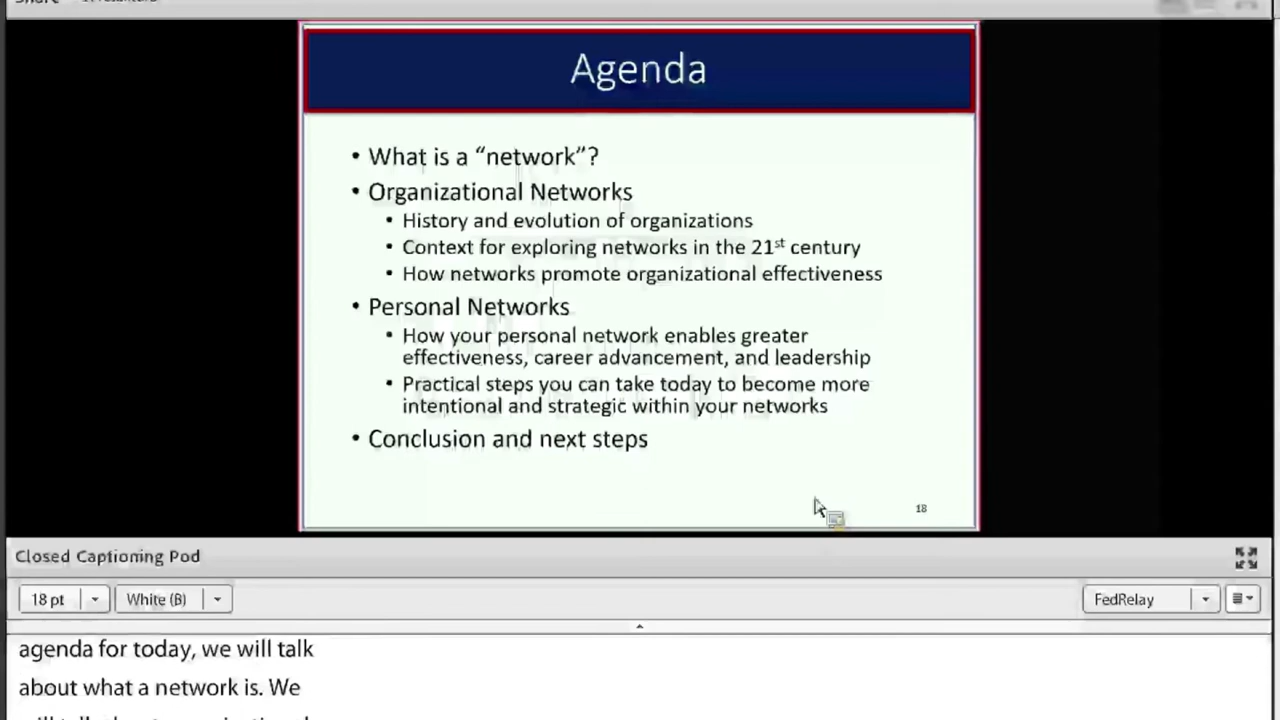 Agenda
• What is a “network”?
• Organizational Networks
• History and evolution of organizations
• Context for exploring networks in the 21st century
• How networks promote organizational effectiveness
• Personal Networks
• How your personal network enables greater
effectiveness, career advancement, and leadership
• Practical steps you can take today to become more
intentional and strategic within your networks
• Conclusion and next steps
18
Closed Captioning Pod
18 pt
White (B)
FedRelay
agenda for today, we will talk
about what a network is. We